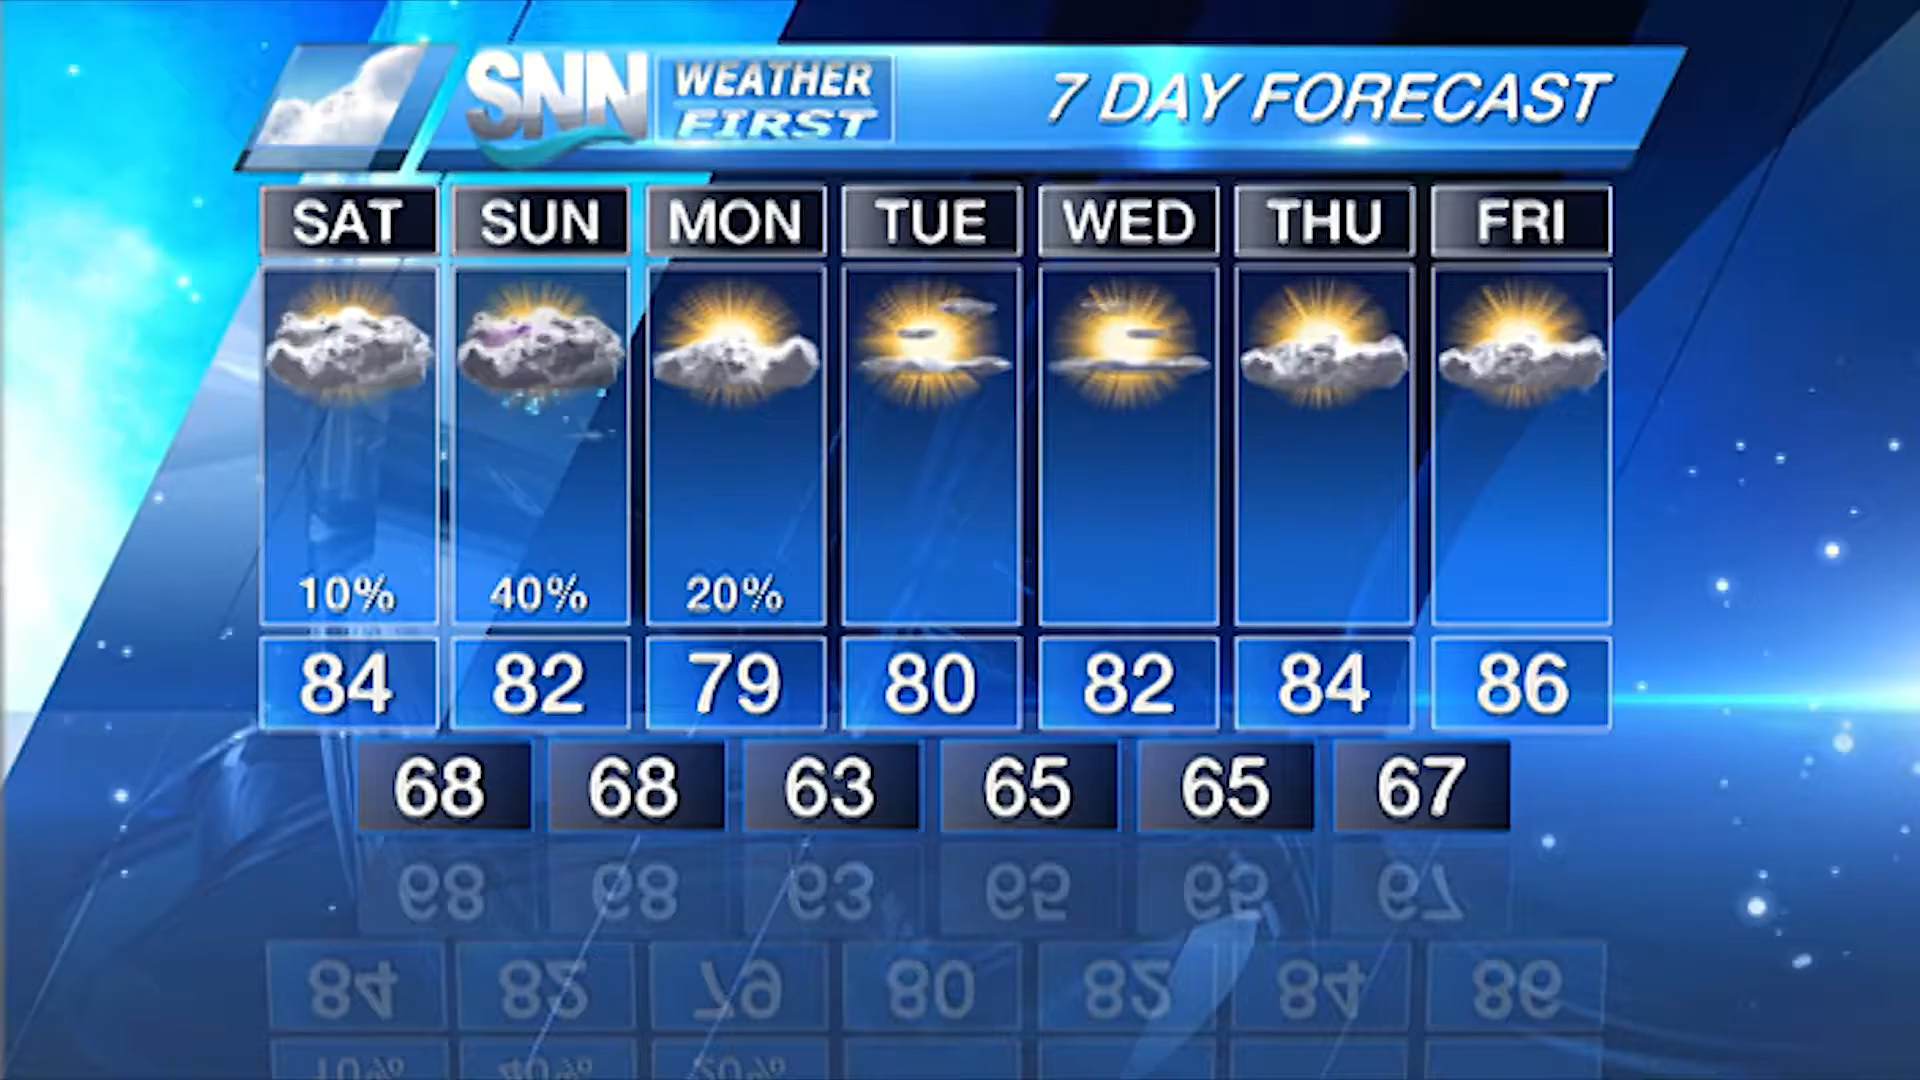 SNN WEATHER FIRST 7 DAY FORECAST
SAT SUN MON TUE WED THU FRI
10% 40% 20%
84 82 79 80 82 84 86
68 68 63 65 65 67